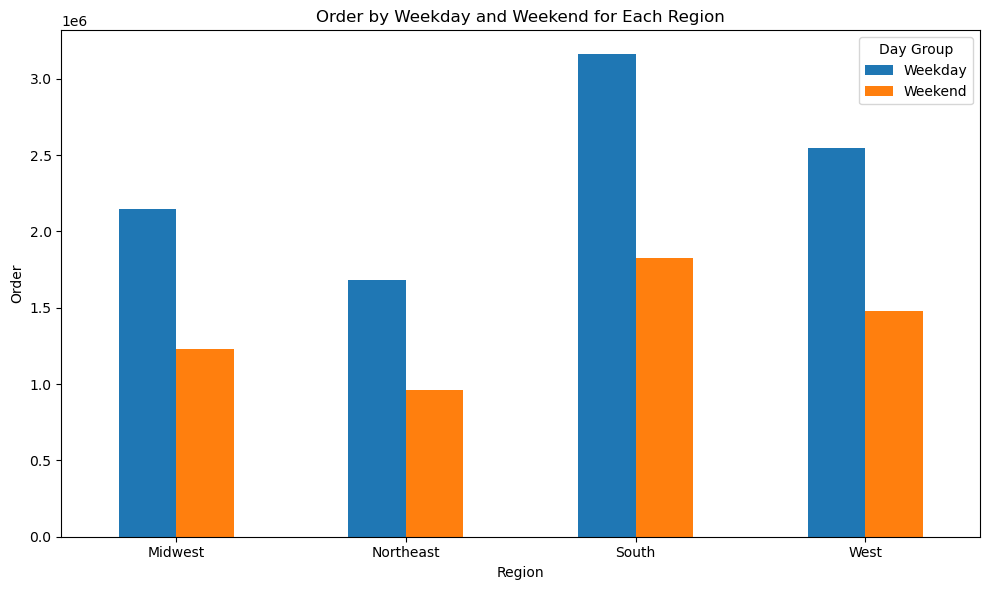 Order by Weekday and Weekend for Each Region
1e6
Day Group
Weekday
Weekend
3.0
2.5
2.0
1.5
1.0
0.5
0.0
Order
Midwest Northeast South West
Region